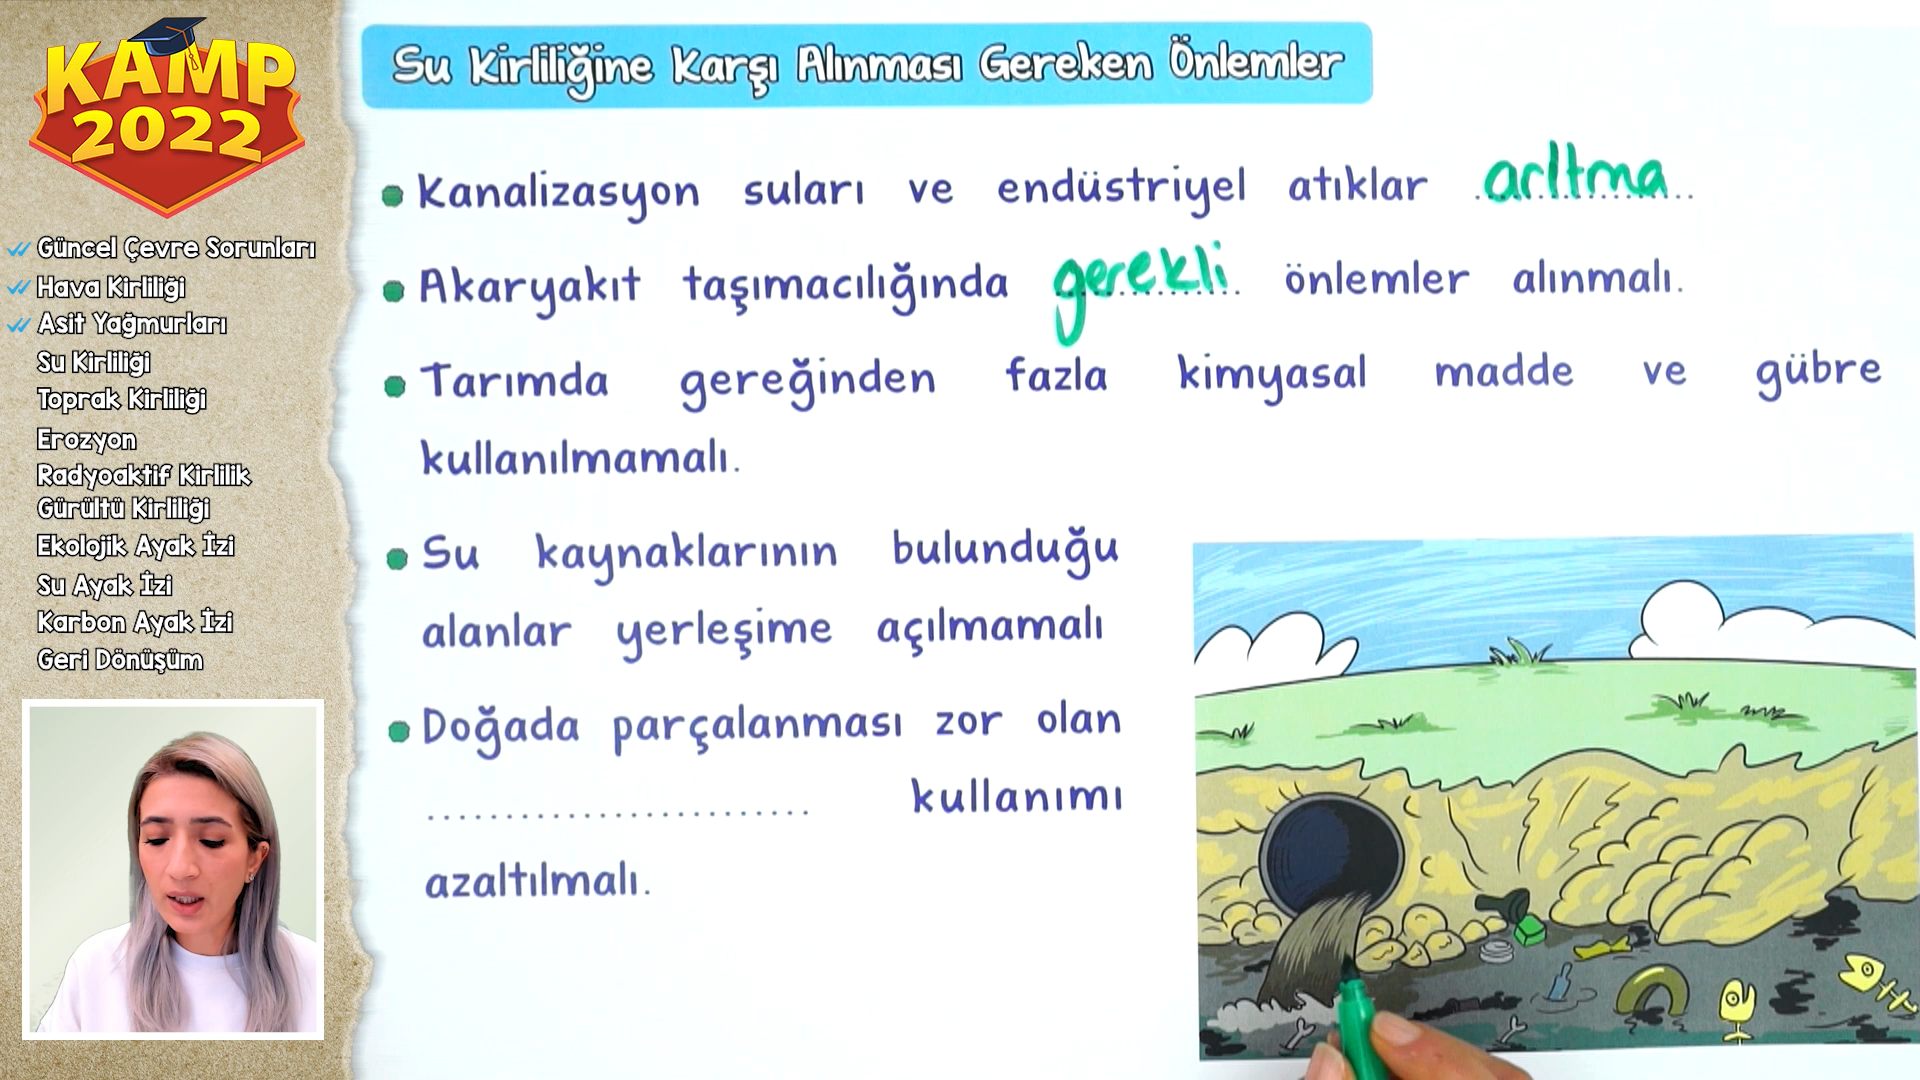 KAMP
2022
Güncel Çevre Sorunları
Hava Kirliliği
Asit Yağmurları
Su Kirliliği
Toprak Kirliliği
Erozyon
Radyoaktif Kirlilik
Gürültü Kirliliği
Ekolojik Ayak İzi
Su Ayak İzi
Karbon Ayak İzi
Geri Dönüşüm
Su Kirliliğine Karşı Alınması Gereken Önlemler
Kanalizasyon suları ve endüstriyel atıklar arıtma
Akaryakıt taşımacılığında gerekli önlemler alınmalı.
Tarımda gereğinden fazla kimyasal madde ve gübre
kullanılmamalı.
Su kaynaklarının bulunduğu
alanlar yerleşime açılmamalı
Doğada parçalanması zor olan
......................... kullanımı
azaltılmalı.